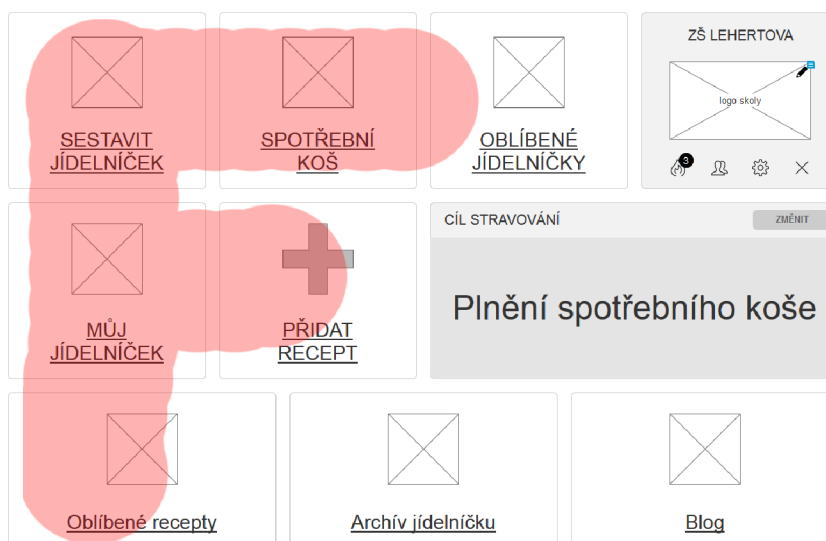 SESTAVIT
JÍDELNÍČEK
SPOTŘEBNÍ
KOŠ
OBLÍBENÉ
JÍDELNÍČKY
ZŠ LEHERTOVA
logo skoly
3
MŮJ
JÍDELNÍČEK
PŘIDAT
RECEPT
CÍL STRAVOVÁNÍ
ZMĚNIT
Plnění spotřebního koše
Oblíbené recepty
Archív jídelníčku
Blog